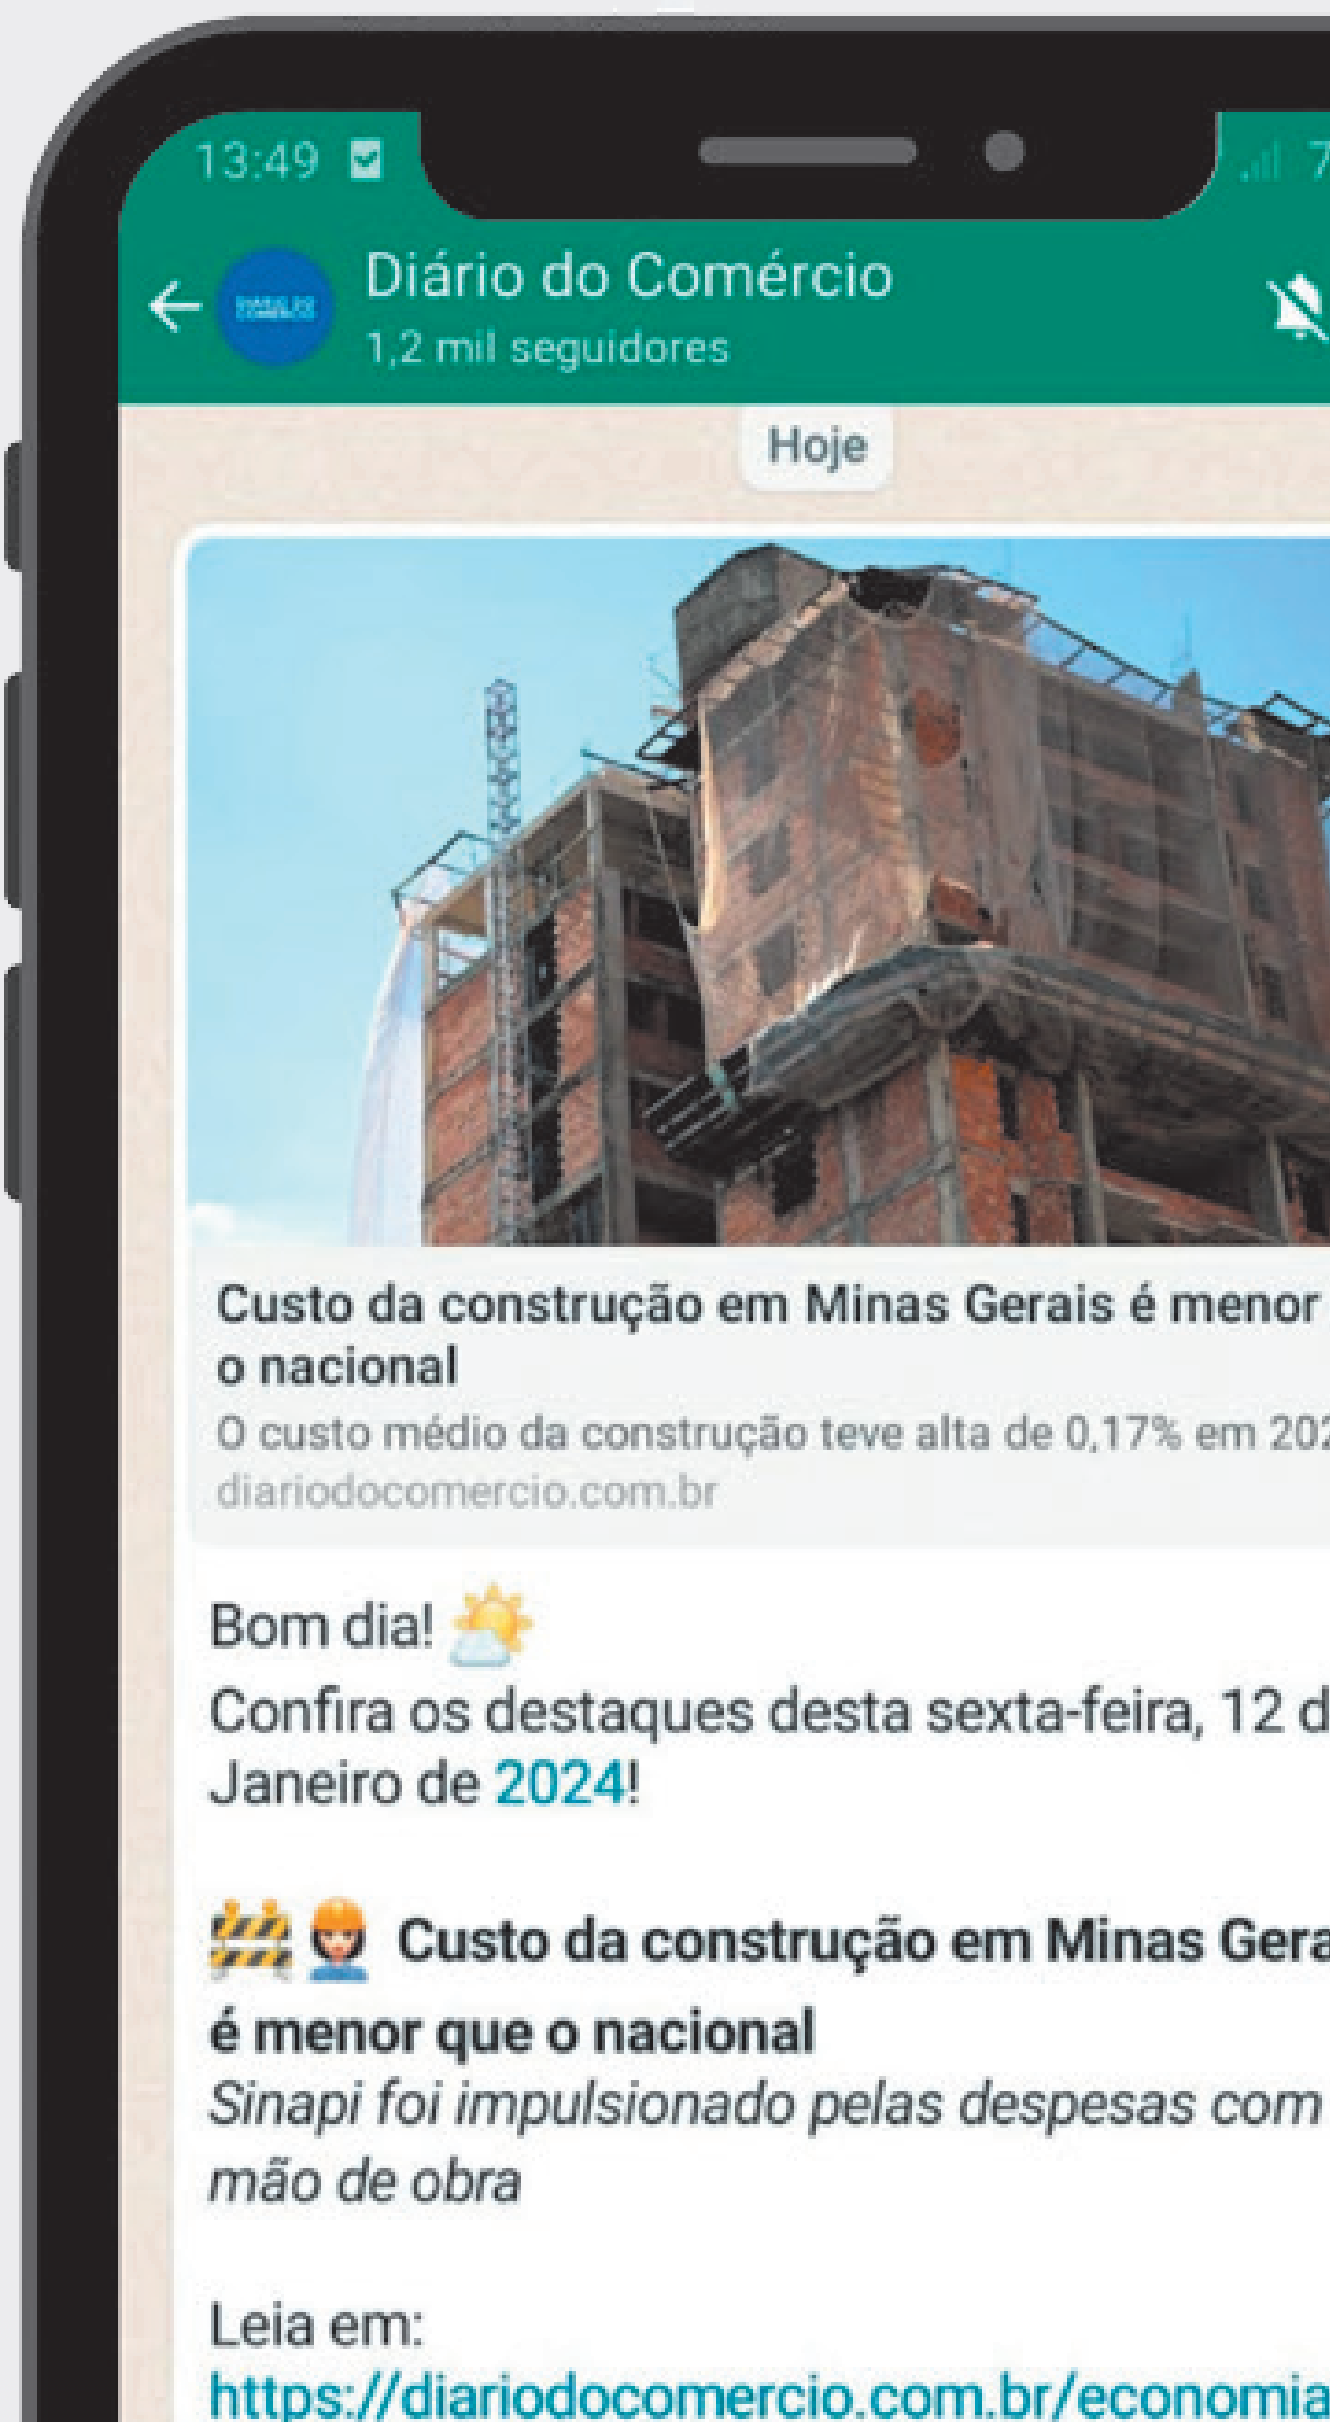 13:49
7
Diário do Comércio
1,2 mil seguidores
Hoje
Custo da construção em Minas Gerais é menor
o nacional
O custo médio da construção teve alta de 0,17% em 202
diariodocomercio.com.br
Bom dia!
Confira os destaques desta sexta-feira, 12 d
Janeiro de 2024!
Custo da construção em Minas Gera
é menor que o nacional
Sinapi foi impulsionado pelas despesas com
mão de obra
Leia em:
https://diariodocomercio.com.br/economia